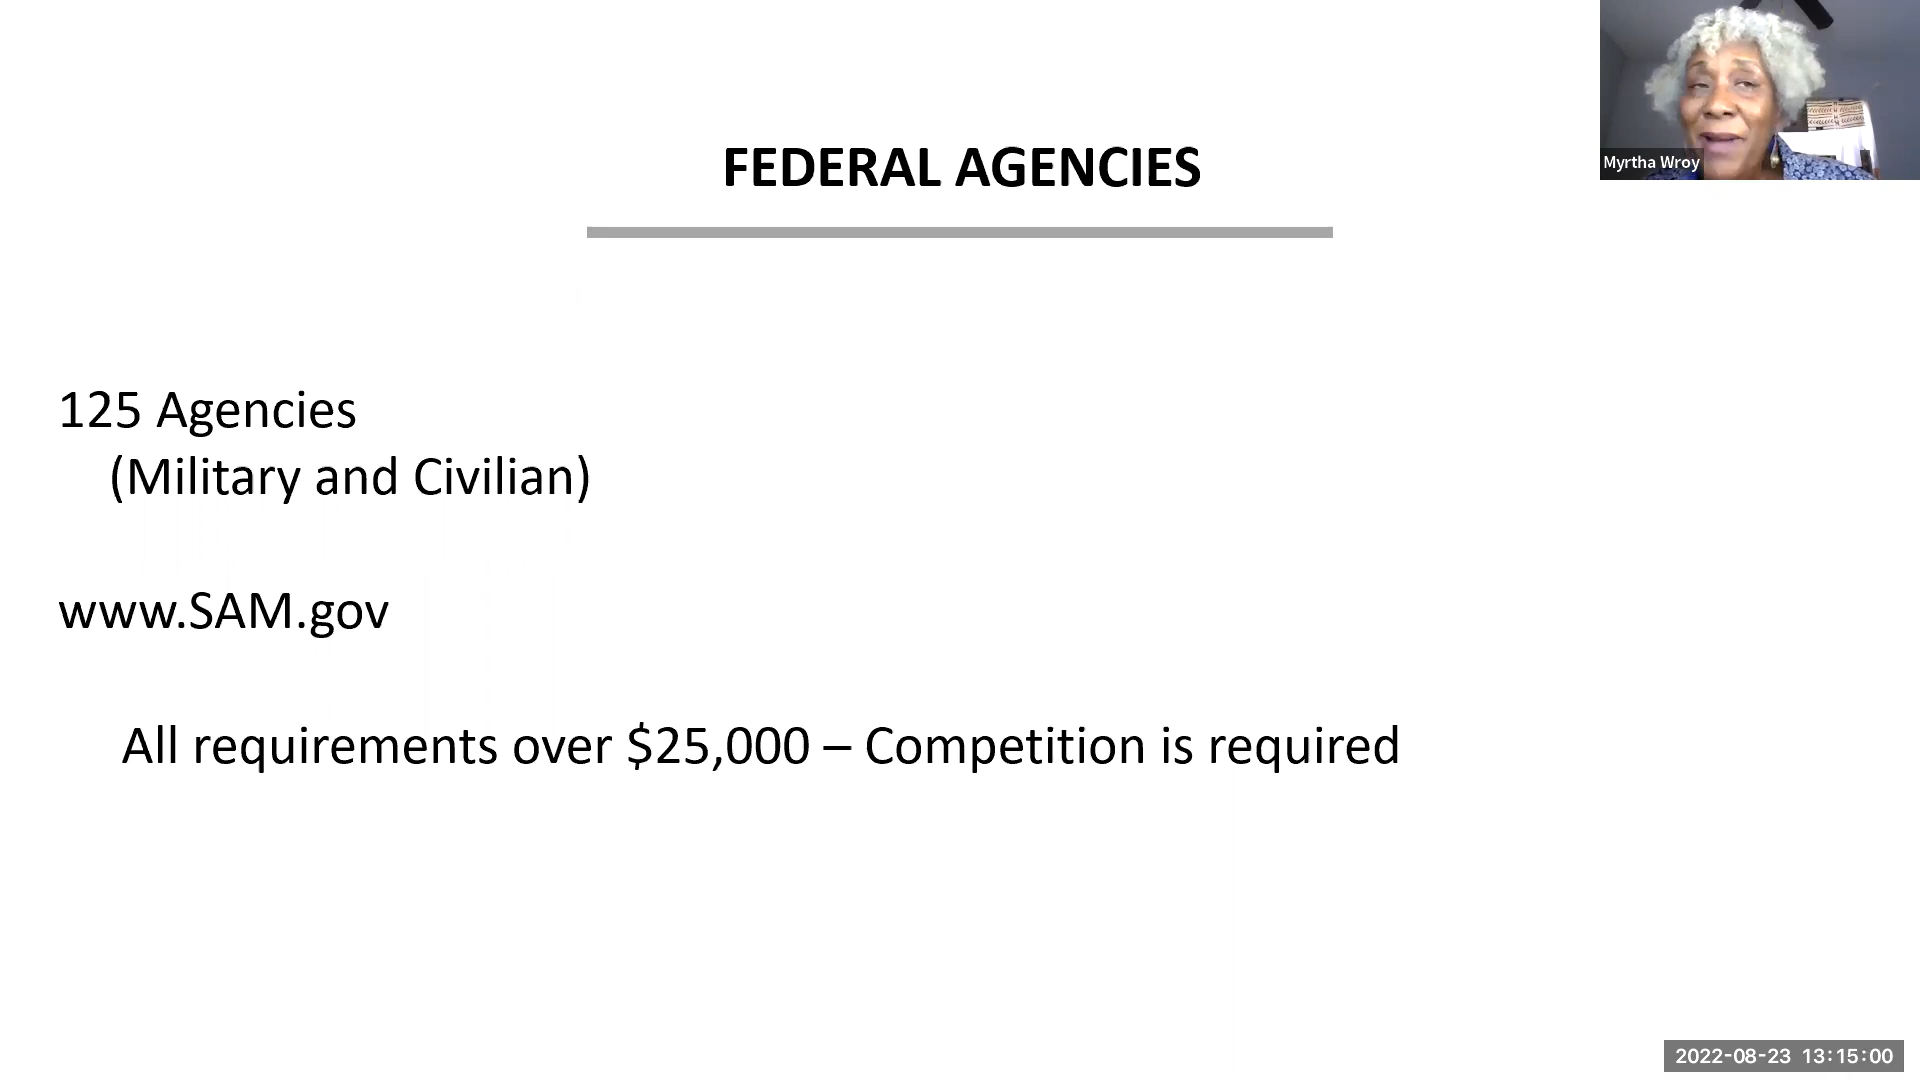 Myrtha Wroy
FEDERAL AGENCIES
125 Agencies
(Military and Civilian)
www.SAM.gov
All requirements over $25,000 – Competition is required
2022-08-23 13:15:00